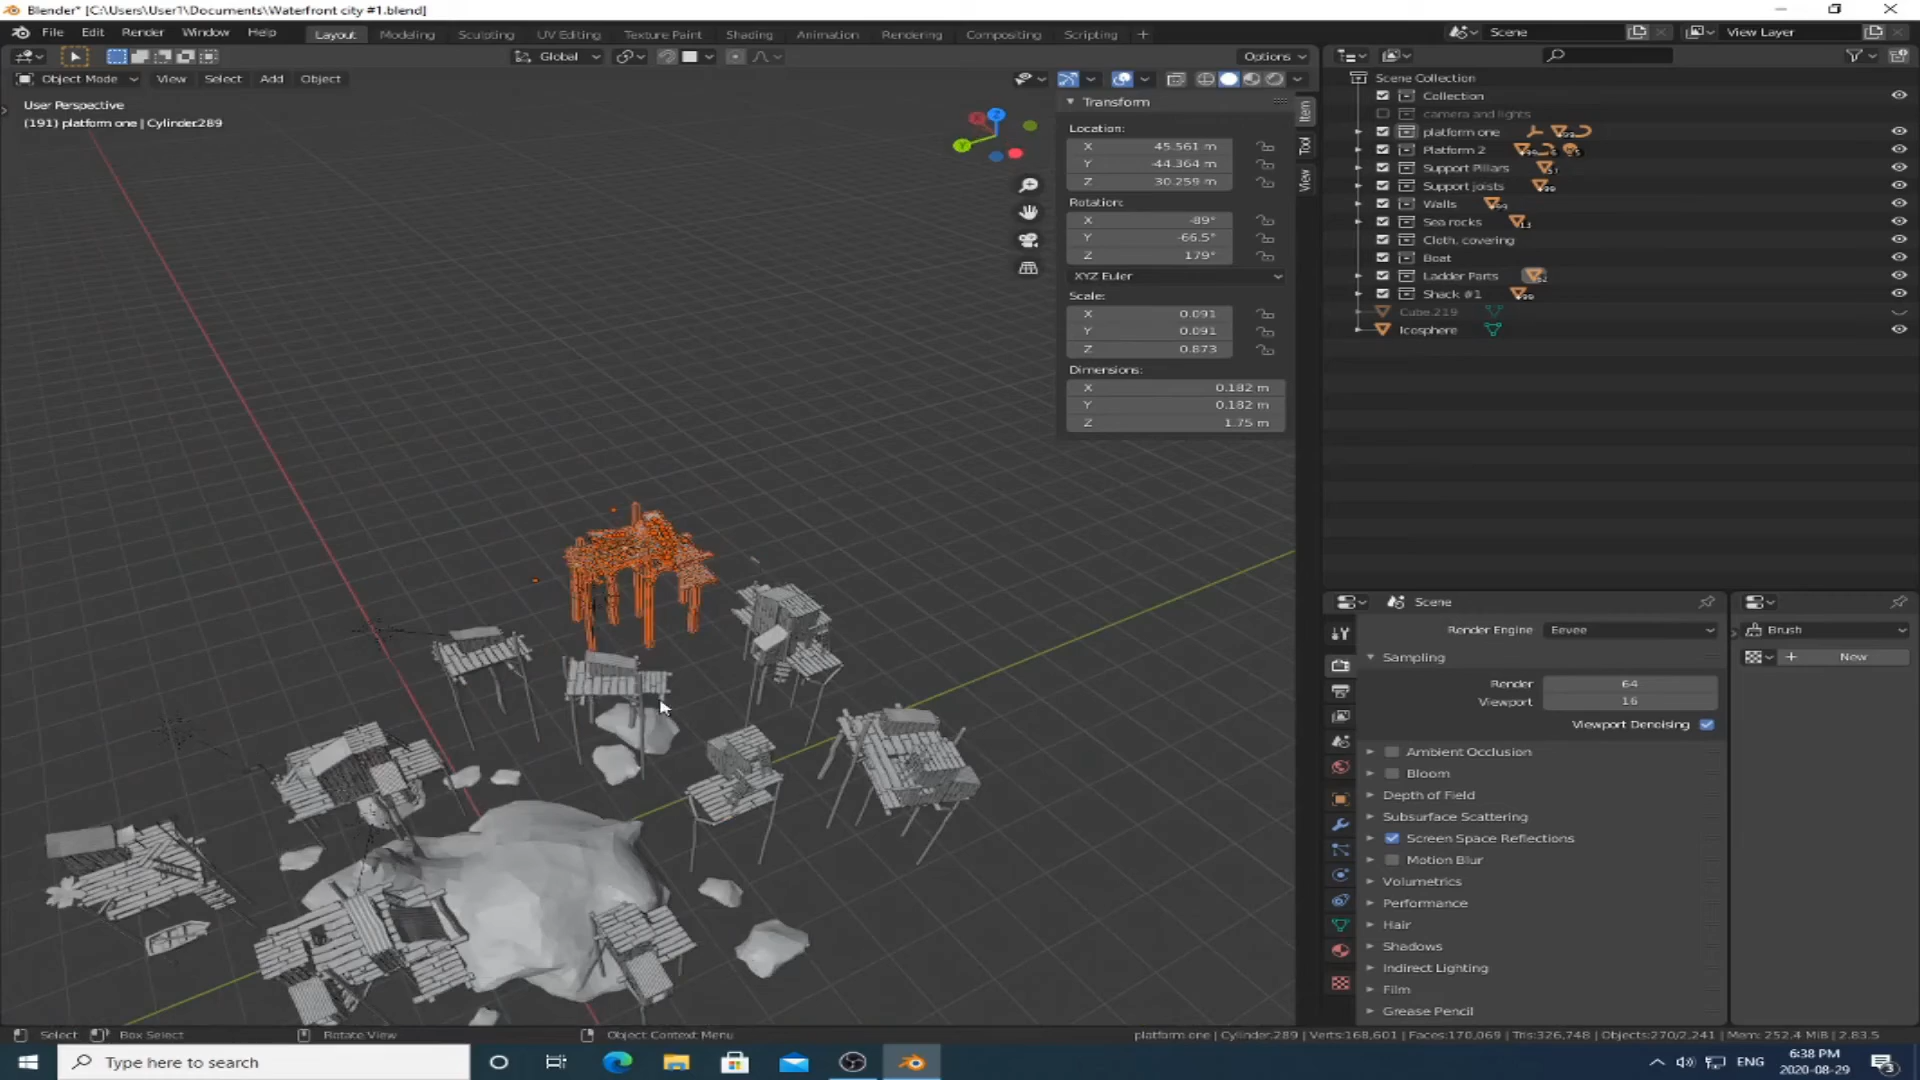 Blender* [C:\Users\User1\Documents\Waterfront city #1.blend]
File Edit Render Window Help
Layout Modeling Sculpting UV Editing Texture Paint Shading Animation Rendering Compositing Scripting +
Scene
View Layer
Global
Options
Object Mode View Select Add Object
User Perspective
(191) platform one | Cylinder.289
Transform
Location:
X 45.561 m
Y -44.364 m
Z 30.259 m
Rotation:
X -89°
Y -66.5°
Z 179°
XYZ Euler
Scale:
X 0.091
Y 0.091
Z 0.873
Dimensions:
X 0.182 m
Y 0.182 m
Z 1.75 m
Item
Tool
View
Scene Collection
Collection
camera and lights
platform one
Platform 2
Support Pillars
Support joists
Walls
Sea rocks
Cloth, covering
Boat
Ladder Parts
Shack #1
Cube.219
Icosphere
Scene
Render Engine Eevee
Sampling
Render 64
Viewport 16
Viewport Denoising
Ambient Occlusion
Bloom
Depth of Field
Subsurface Scattering
Screen Space Reflections
Motion Blur
Volumetrics
Performance
Hair
Shadows
Indirect Lighting
Film
Grease Pencil
Brush
+ New
Select Box Select Rotate View Object Context Menu
platform one | Cylinder.289 | Verts:168,601 | Faces:170,069 | Tris:326,748 | Objects:270/2,241 | Mem: 252.4 MiB | 2.83.5
Type here to search
ENG
6:38 PM
2020-08-29
3